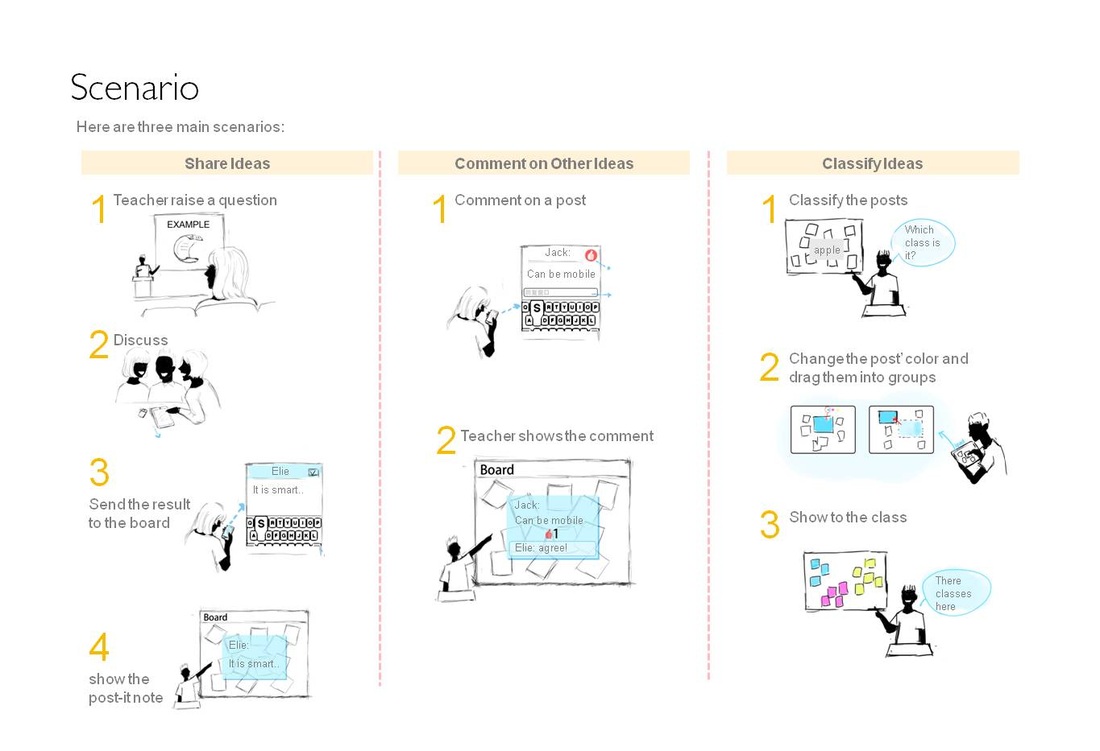 Scenario
Here are three main scenarios:
Share Ideas
1 Teacher raise a question
EXAMPLE
2 Discuss
3
Send the result
to the board
Elie
It is smart..
Q S R T Y U I O P
A D F G H J K L
4
show the
post-it note
Board
Elie:
It is smart..
Comment on Other Ideas
1 Comment on a post
Jack:
Can be mobile
Q S R T Y U I O P
A D F G H J K L
2 Teacher shows the comment
Board
Jack:
Can be mobile
1
Elie: agree!
Classify Ideas
1 Classify the posts
apple
Which
class is
it?
2 Change the post' color and
drag them into groups
3 Show to the class
There
classes
here